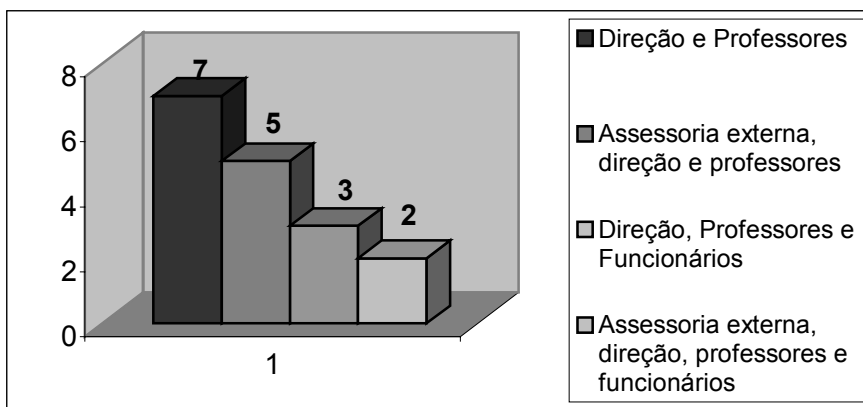 8
6
4
2
0
7
5
3
2
1
Direção e Professores
Assessoria externa,
direção e professores
Direção, Professores e
Funcionários
Assessoria externa,
direção, professores e
funcionários